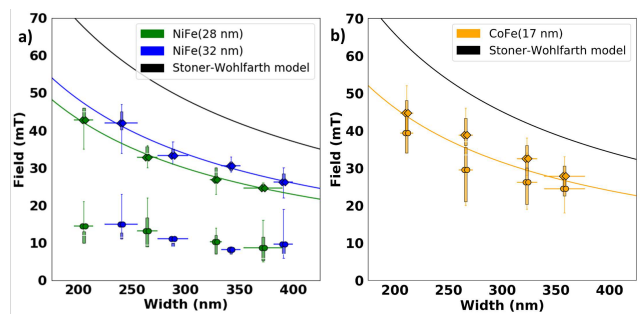 a)
NiFe(28 nm)
NiFe(32 nm)
Stoner-Wohlfarth model
Field (mT)
70
60
50
40
30
20
10
0
200
250
300
350
400
Width (nm)
b)
CoFe(17 nm)
Stoner-Wohlfarth model
Field (mT)
70
60
50
40
30
20
10
0
200
250
300
350
400
Width (nm)